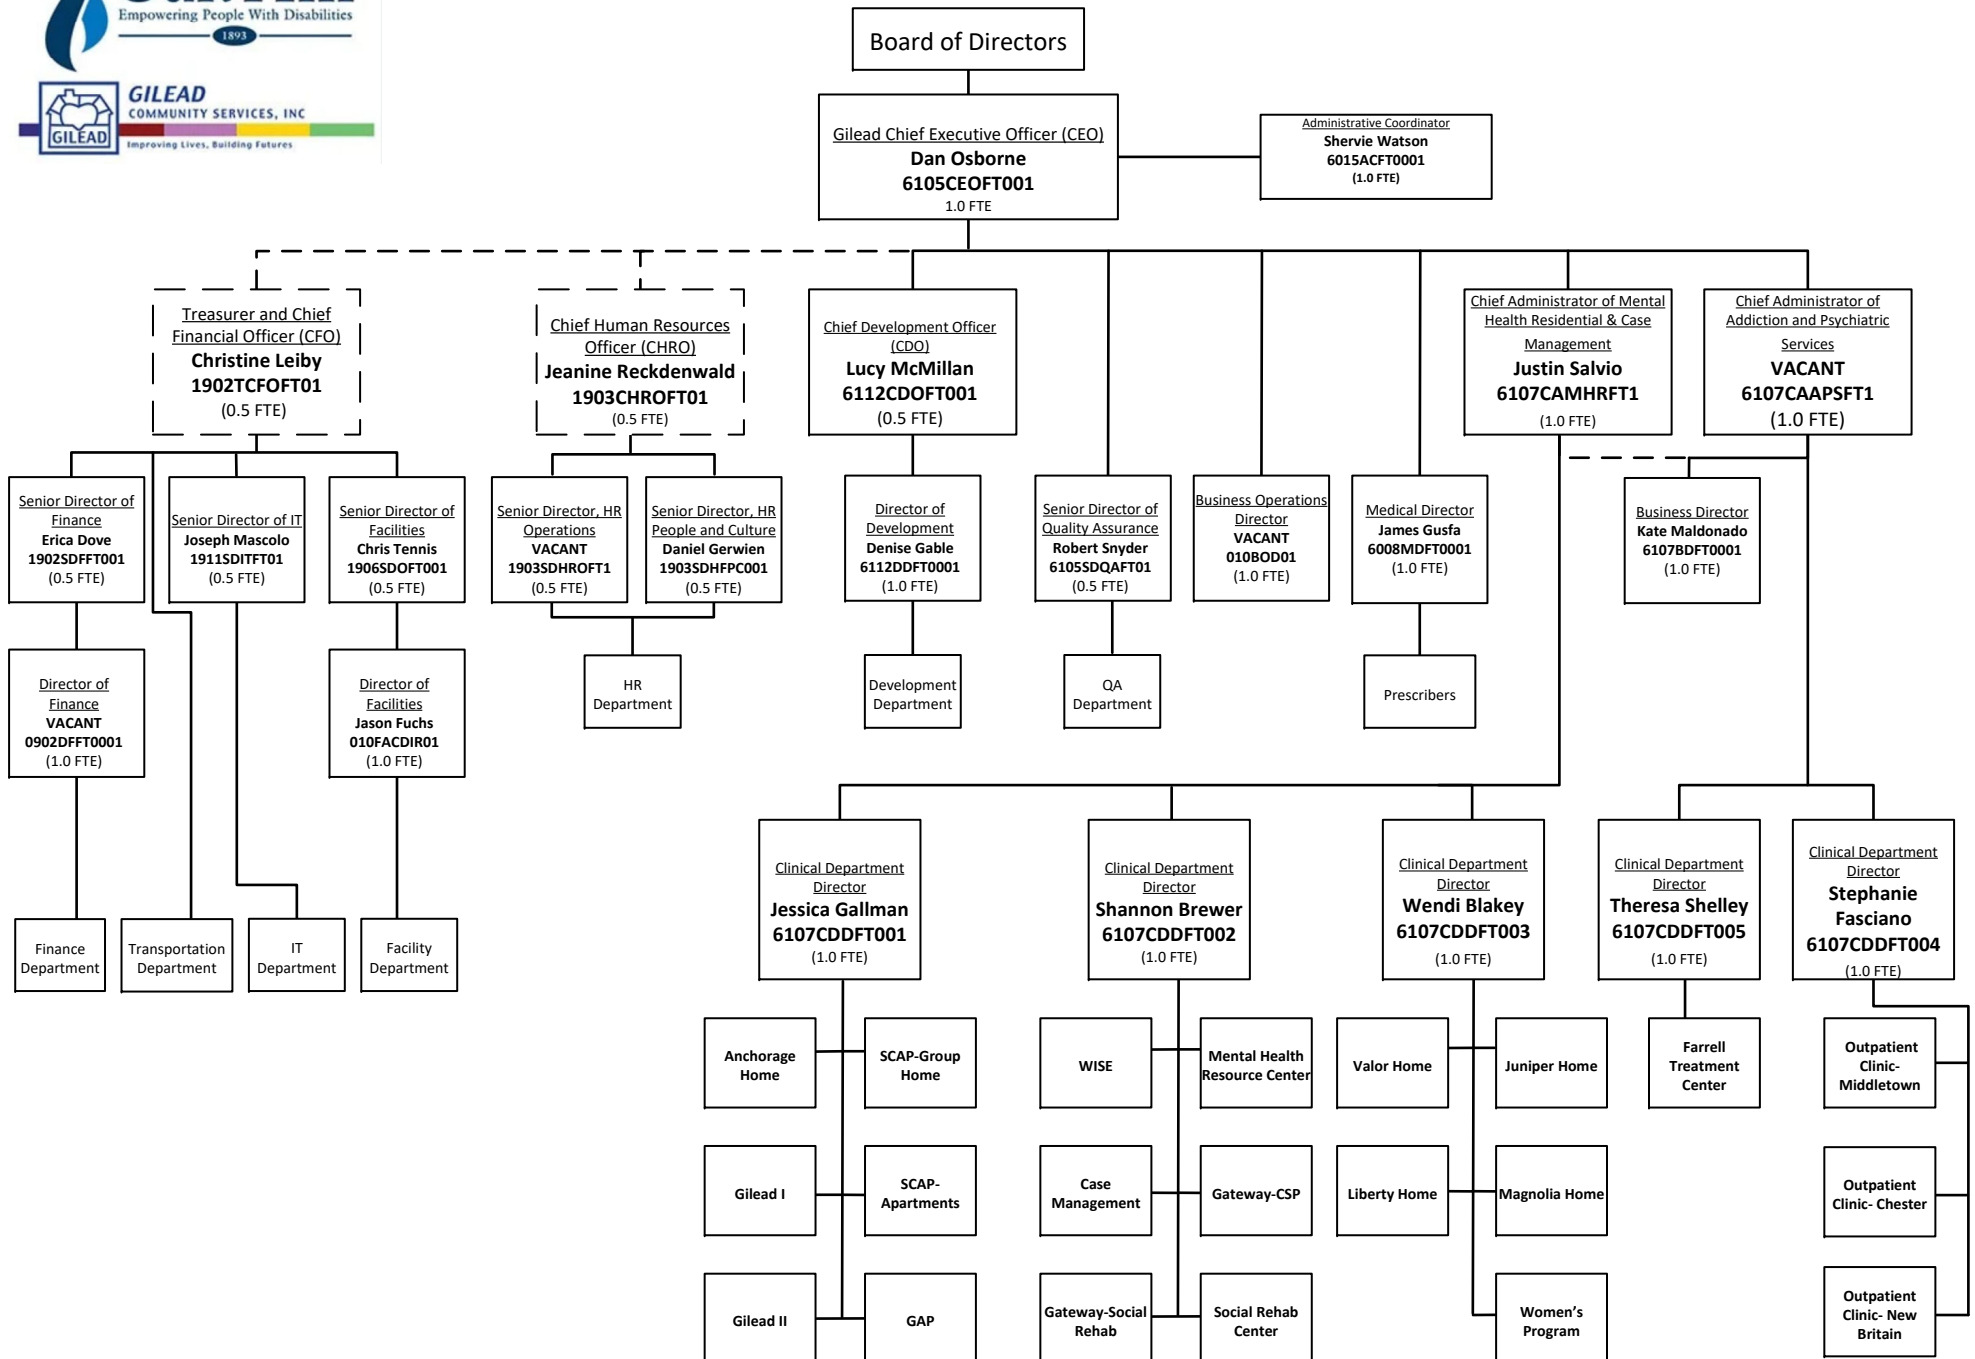 Empowering People With Disabilities
1893
GILEAD
COMMUNITY SERVICES, INC
GILEAD
Improving Lives, Building Futures
Board of Directors
Gilead Chief Executive Officer (CEO)
Dan Osborne
6105CEOFT001
1.0 FTE
Administrative Coordinator
Shervie Watson
6015ACFT0001
(1.0 FTE)
Treasurer and Chief
Financial Officer (CFO)
Christine Leiby
1902TCFOFT01
(0.5 FTE)
Chief Human Resources
Officer (CHRO)
Jeanine Reckdenwald
1903CHROFT01
(0.5 FTE)
Chief Development Officer
(CDO)
Lucy McMillan
6112CDOFT001
(0.5 FTE)
Chief Administrator of Mental
Health Residential & Case
Management
Justin Salvio
6107CAMHRFT1
(1.0 FTE)
Chief Administrator of
Addiction and Psychiatric
Services
VACANT
6107CAAPSFT1
(1.0 FTE)
Senior Director of
Finance
Erica Dove
1902SDFFT001
(0.5 FTE)
Senior Director of IT
Joseph Mascolo
1911SDITFT01
(0.5 FTE)
Senior Director of
Facilities
Chris Tennis
1906SDOFT001
(0.5 FTE)
Senior Director, HR
Operations
VACANT
1903SDHROFT1
(0.5 FTE)
Senior Director, HR
People and Culture
Daniel Gerwien
1903SDHFPC001
(0.5 FTE)
Director of
Development
Denise Gable
6112DDFT0001
(1.0 FTE)
Senior Director of
Quality Assurance
Robert Snyder
6105SDQAFT01
(0.5 FTE)
Business Operations
Director
VACANT
010BOD01
(1.0 FTE)
Medical Director
James Gusfa
6008MDFT0001
(1.0 FTE)
Business Director
Kate Maldonado
6107BDFT0001
(1.0 FTE)
Director of
Finance
VACANT
0902DFFT0001
(1.0 FTE)
Director of
Facilities
Jason Fuchs
010FACDIR01
(1.0 FTE)
HR
Department
Development
Department
QA
Department
Prescribers
Clinical Department
Director
Jessica Gallman
6107CDDFT001
(1.0 FTE)
Clinical Department
Director
Shannon Brewer
6107CDDFT002
(1.0 FTE)
Clinical Department
Director
Wendi Blakey
6107CDDFT003
(1.0 FTE)
Clinical Department
Director
Theresa Shelley
6107CDDFT005
(1.0 FTE)
Clinical Department
Director
Stephanie
Fasciano
6107CDDFT004
(1.0 FTE)
Finance
Department
Transportation
Department
IT
Department
Facility
Department
Anchorage
Home
SCAP-Group
Home
WISE
Mental Health
Resource Center
Valor Home
Juniper Home
Farrell
Treatment
Center
Outpatient
Clinic-
Middletown
Gilead I
SCAP-
Apartments
Case
Management
Gateway-CSP
Liberty Home
Magnolia Home
Outpatient
Clinic- Chester
Gilead II
GAP
Gateway-Social
Rehab
Social Rehab
Center
Women's
Program
Outpatient
Clinic- New
Britain